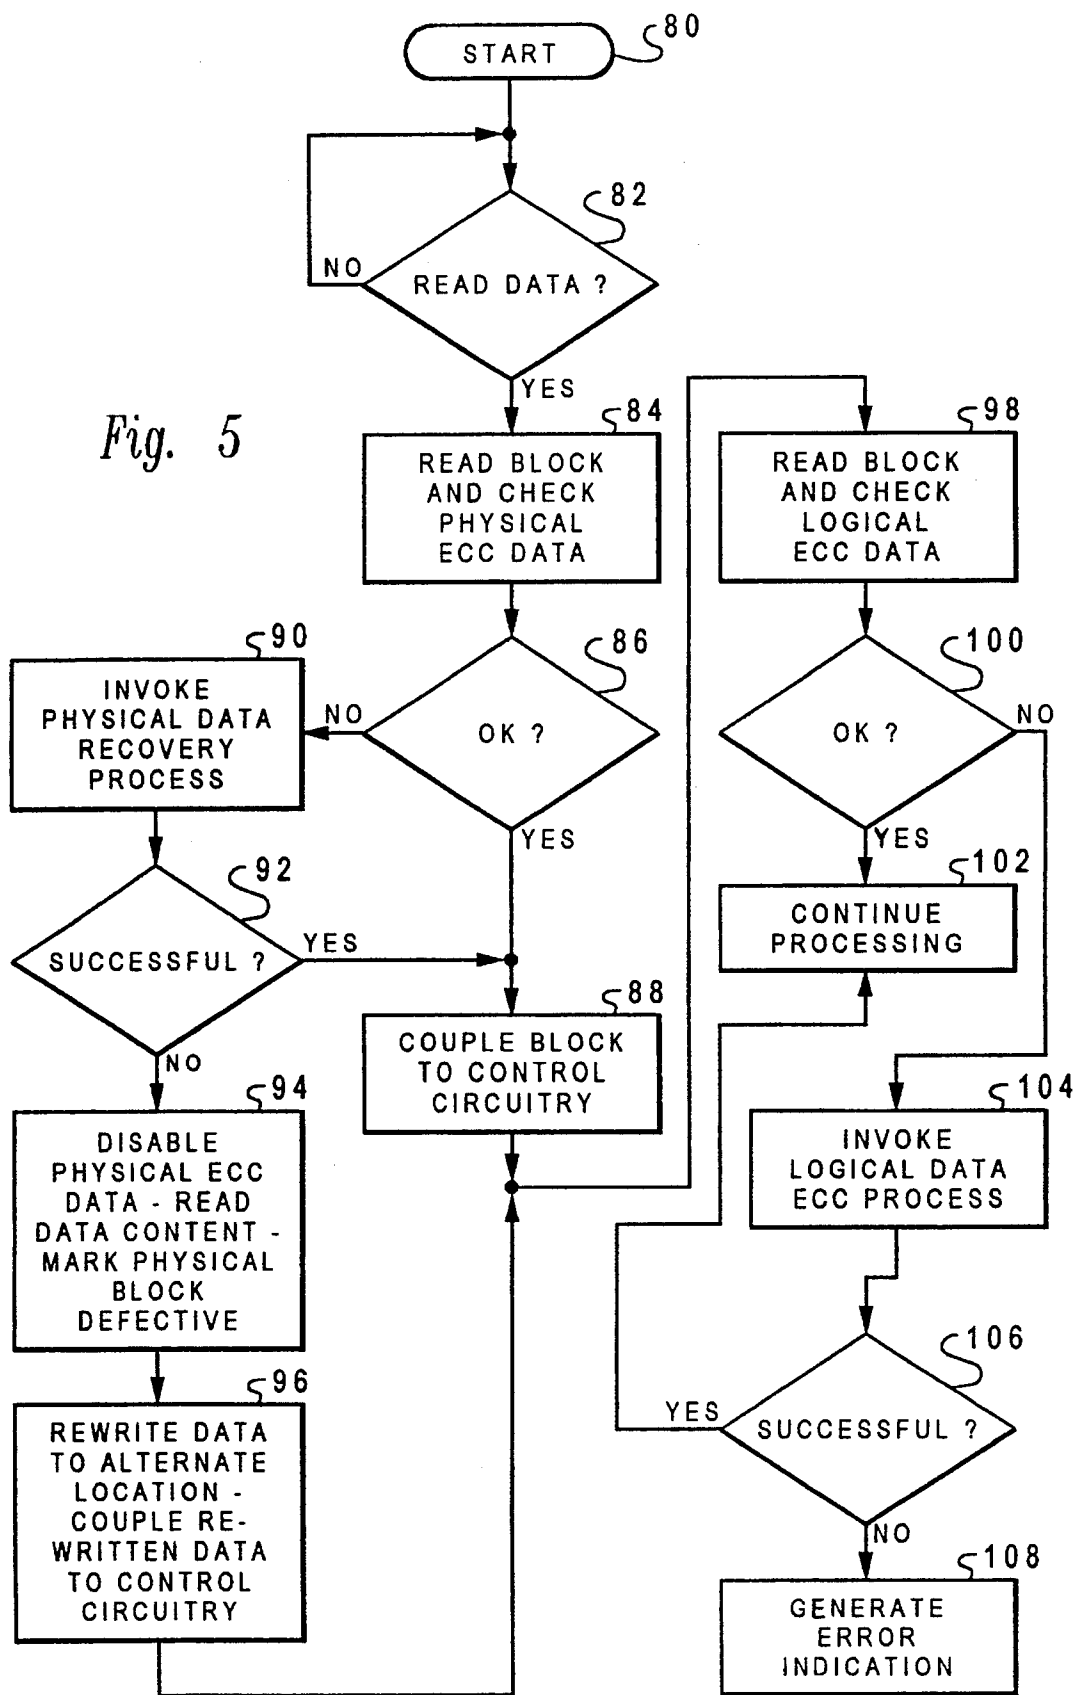 START
80
82
NO
READ DATA ?
YES
Fig. 5
84
READ BLOCK
AND CHECK
PHYSICAL
ECC DATA
86
OK ?
NO
YES
90
INVOKE
PHYSICAL DATA
RECOVERY
PROCESS
92
SUCCESSFUL ?
YES
NO
88
COUPLE BLOCK
TO CONTROL
CIRCUITRY
94
DISABLE
PHYSICAL ECC
DATA - READ
DATA CONTENT -
MARK PHYSICAL
BLOCK
DEFECTIVE
96
REWRITE DATA
TO ALTERNATE
LOCATION -
COUPLE RE-
WRITTEN DATA
TO CONTROL
CIRCUITRY
98
READ BLOCK
AND CHECK
LOGICAL
ECC DATA
100
OK ?
NO
YES
102
CONTINUE
PROCESSING
104
INVOKE
LOGICAL DATA
ECC PROCESS
106
YES
SUCCESSFUL ?
NO
108
GENERATE
ERROR
INDICATION